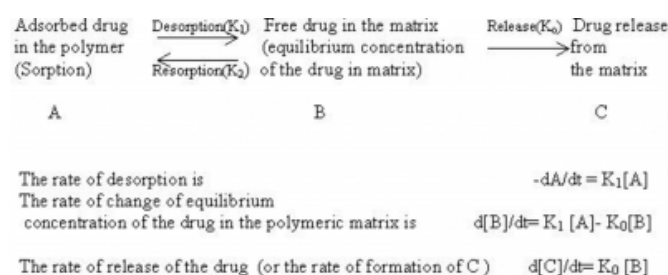 Adsorbed drug Desorption(K₁) Free drug in the matrix Release(K₀) Drug release
in the polymer (equilibrium concentration from
(Sorption) Resorption(K₂) of the drug in matrix) the matrix
A B C
The rate of desorption is -dA/dt = K₁[A]
The rate of change of equilibrium
concentration of the drug in the polymeric matrix is d[B]/dt= K₁ [A]- K₀[B]
The rate of release of the drug (or the rate of formation of C ) d[C]/dt= K₀ [B]